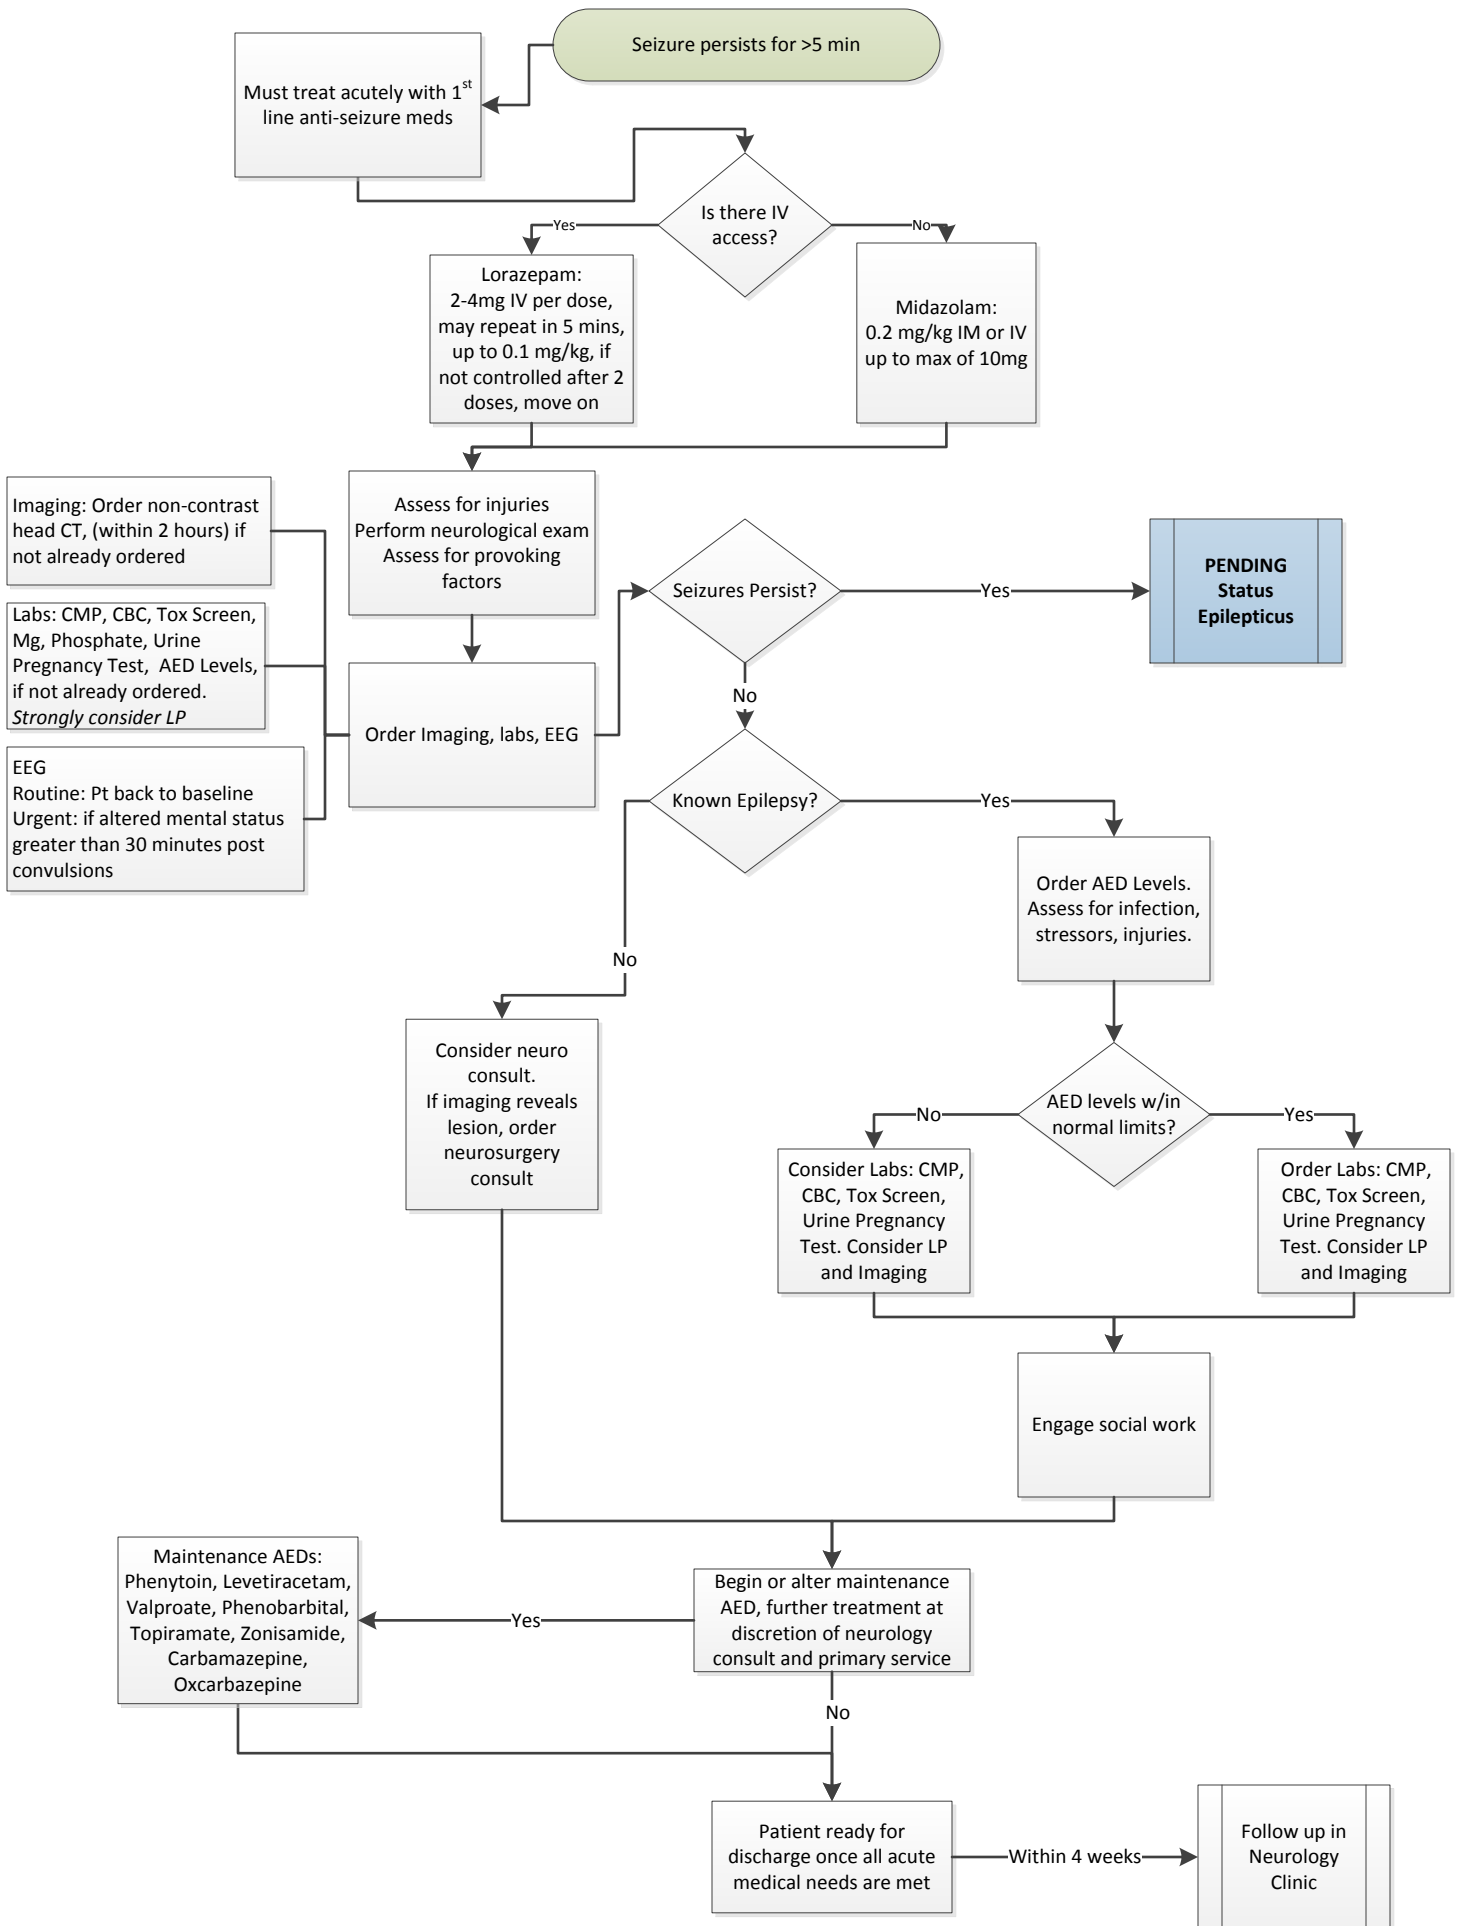 Seizure persists for >5 min
Must treat acutely with 1st
line anti-seizure meds
Is there IV
access?
Yes
No
Lorazepam:
2-4mg IV per dose,
may repeat in 5 mins,
up to 0.1 mg/kg, if
not controlled after 2
doses, move on
Midazolam:
0.2 mg/kg IM or IV
up to max of 10mg
Imaging: Order non-contrast
head CT, (within 2 hours) if
not already ordered
Assess for injuries
Perform neurological exam
Assess for provoking
factors
Seizures Persist?
Yes
PENDING
Status
Epilepticus
Labs: CMP, CBC, Tox Screen,
Mg, Phosphate, Urine
Pregnancy Test, AED Levels,
if not already ordered.
Strongly consider LP
Order Imaging, labs, EEG
No
EEG
Routine: Pt back to baseline
Urgent: if altered mental status
greater than 30 minutes post
convulsions
Known Epilepsy?
Yes
No
Order AED Levels.
Assess for infection,
stressors, injuries.
Consider neuro
consult.
If imaging reveals
lesion, order
neurosurgery
consult
AED levels w/in
normal limits?
No
Yes
Consider Labs: CMP,
CBC, Tox Screen,
Urine Pregnancy
Test. Consider LP
and Imaging
Order Labs: CMP,
CBC, Tox Screen,
Urine Pregnancy
Test. Consider LP
and Imaging
Engage social work
Maintenance AEDs:
Phenytoin, Levetiracetam,
Valproate, Phenobarbital,
Topiramate, Zonisamide,
Carbamazepine,
Oxcarbazepine
Yes
Begin or alter maintenance
AED, further treatment at
discretion of neurology
consult and primary service
No
Patient ready for
discharge once all acute
medical needs are met
Within 4 weeks
Follow up in
Neurology
Clinic